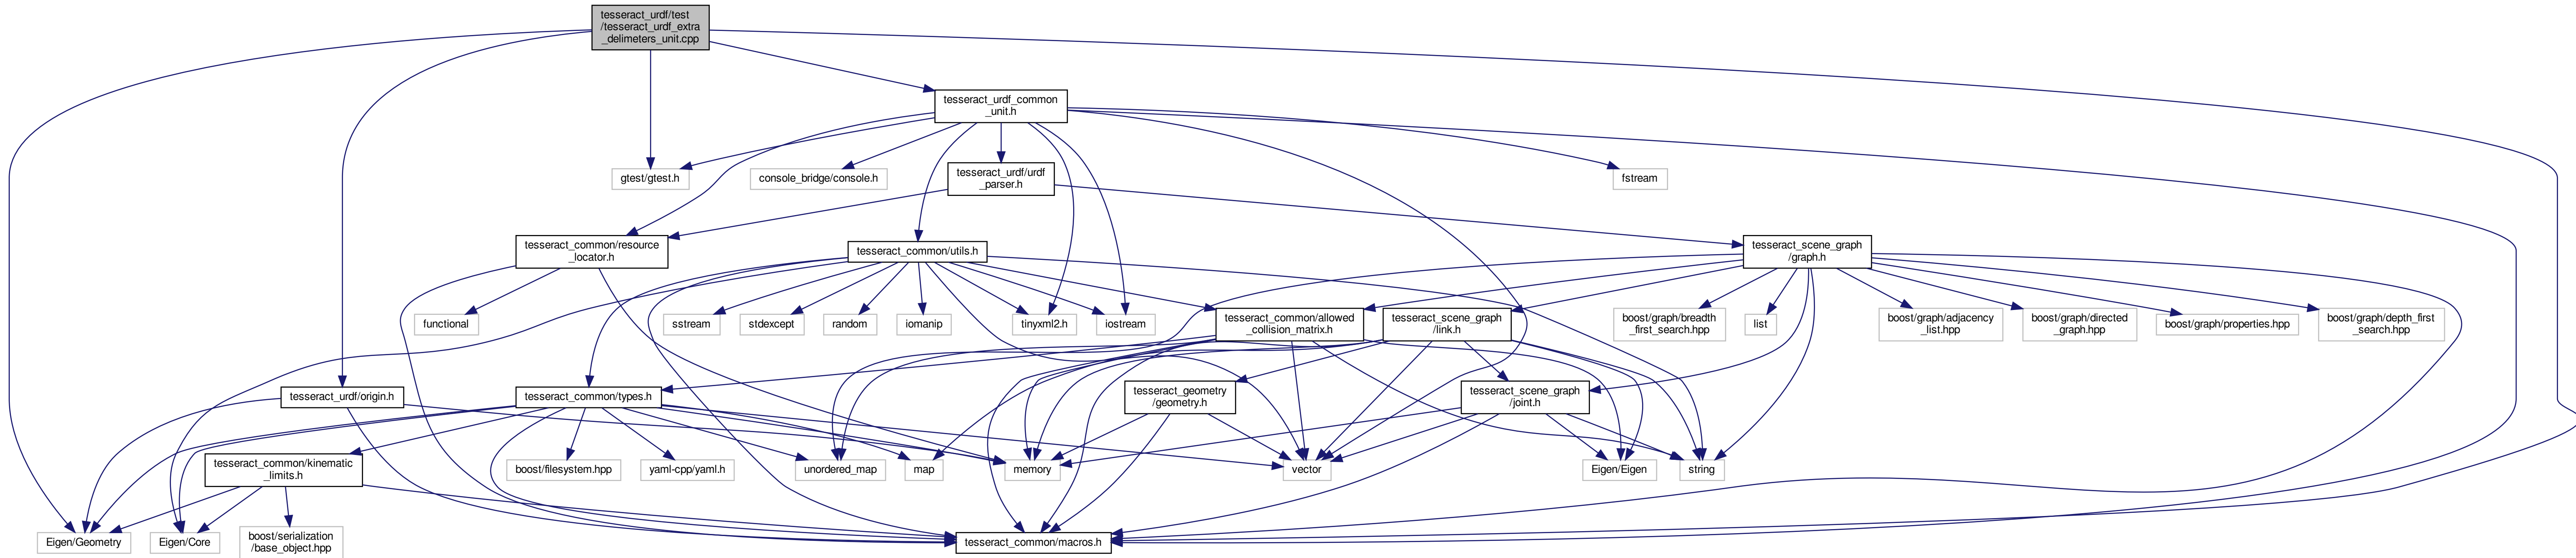 tesseract_urdf/test
/tesseract_urdf_extra
_delimeters_unit.cpp
tesseract_urdf_common
_unit.h
gtest/gtest.h
console_bridge/console.h
tesseract_urdf/urdf
_parser.h
fstream
tesseract_common/resource
_locator.h
tesseract_common/utils.h
tesseract_scene_graph
/graph.h
functional
sstream
stdexcept
random
iomanip
tinyxml2.h
iostream
tesseract_common/allowed
_collision_matrix.h
tesseract_scene_graph
/link.h
boost/graph/breadth
_first_search.hpp
list
boost/graph/adjacency
_list.hpp
boost/graph/directed
_graph.hpp
boost/graph/properties.hpp
boost/graph/depth_first
_search.hpp
tesseract_urdf/origin.h
tesseract_common/types.h
tesseract_geometry
/geometry.h
tesseract_scene_graph
/joint.h
tesseract_common/kinematic
_limits.h
boost/filesystem.hpp
yaml-cpp/yaml.h
unordered_map
map
memory
vector
Eigen/Eigen
string
Eigen/Geometry
Eigen/Core
boost/serialization
/base_object.hpp
tesseract_common/macros.h